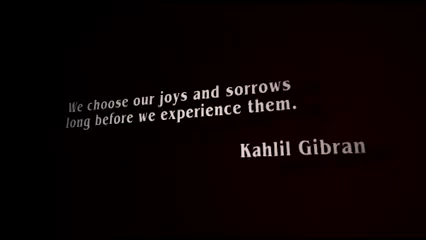 We choose our joys and sorrows
long before we experience them.
Kahlil Gibran